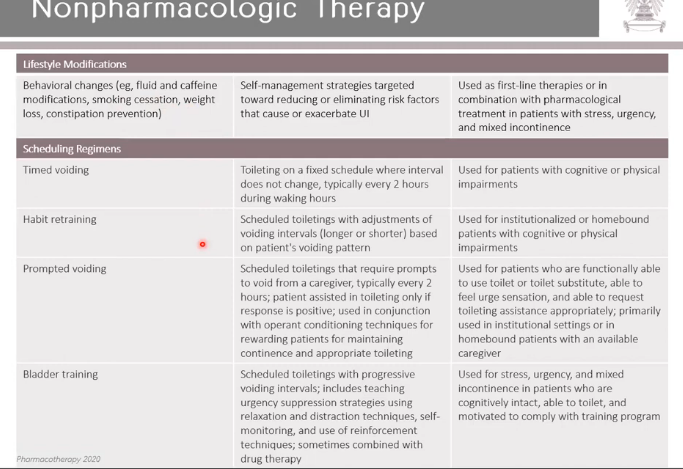 Nonpharmacologic Therapy
Lifestyle Modifications
Behavioral changes (eg, fluid and caffeine
modifications, smoking cessation, weight
loss, constipation prevention)
Self-management strategies targeted
toward reducing or eliminating risk factors
that cause or exacerbate UI
Used as first-line therapies or in
combination with pharmacological
treatment in patients with stress, urgency,
and mixed incontinence
Scheduling Regimens
Timed voiding
Toileting on a fixed schedule where interval
does not change, typically every 2 hours
during waking hours
Used for patients with cognitive or physical
impairments
Habit retraining
Scheduled toiletings with adjustments of
voiding intervals (longer or shorter) based
on patient's voiding pattern
Used for institutionalized or homebound
patients with cognitive or physical
impairments
Prompted voiding
Scheduled toiletings that require prompts
to void from a caregiver, typically every 2
hours; patient assisted in toileting only if
response is positive; used in conjunction
with operant conditioning techniques for
rewarding patients for maintaining
continence and appropriate toileting
Used for patients who are functionally able
to use toilet or toilet substitute, able to
feel urge sensation, and able to request
toileting assistance appropriately; primarily
used in institutional settings or in
homebound patients with an available
caregiver
Bladder training
Scheduled toiletings with progressive
voiding intervals; includes teaching
urgency suppression strategies using
relaxation and distraction techniques, self-
monitoring, and use of reinforcement
techniques; sometimes combined with
drug therapy
Used for stress, urgency, and mixed
incontinence in patients who are
cognitively intact, able to toilet, and
motivated to comply with training program
Pharmacotherapy 2020